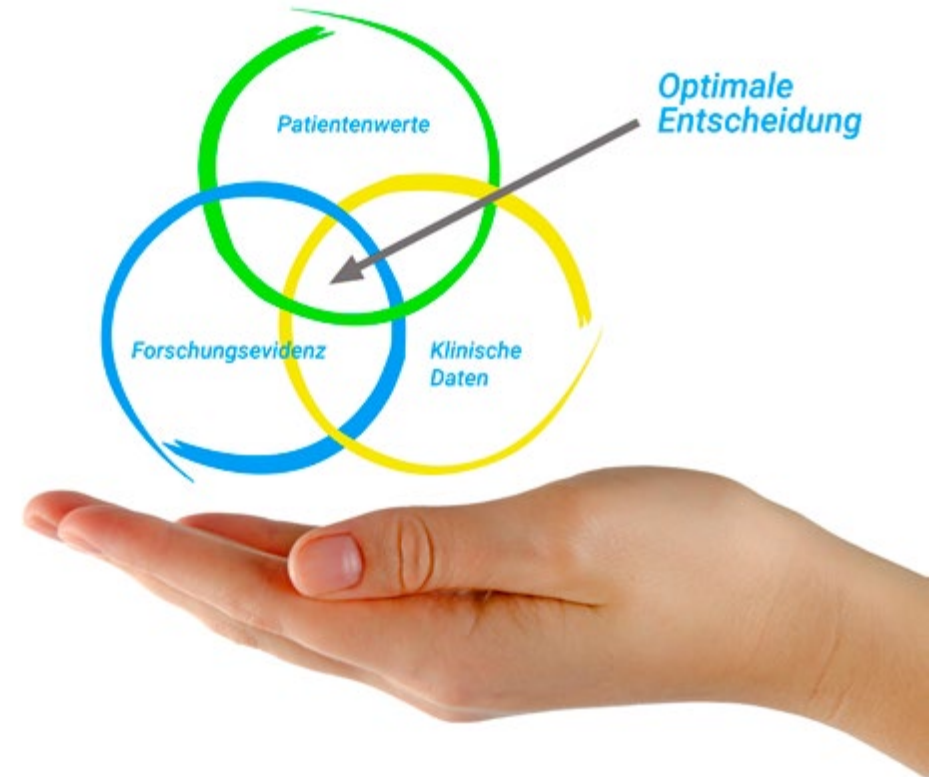 Patientenwerte
Optimale
Entscheidung
Forschungsevidenz
Klinische
Daten